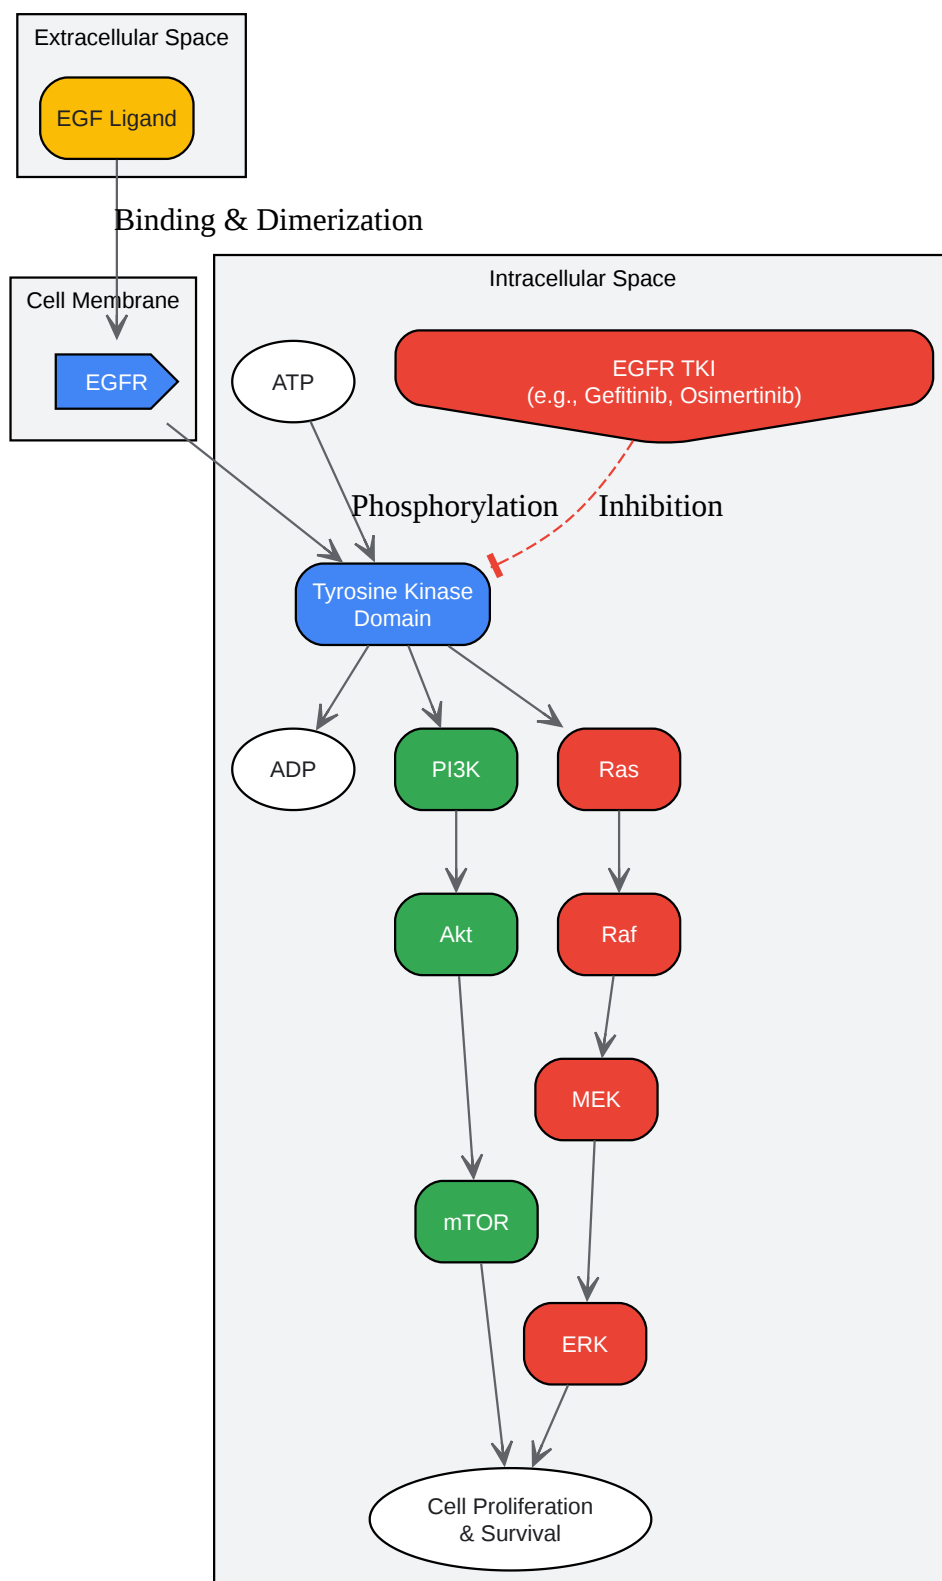 Extracellular Space
EGF Ligand
Binding & Dimerization
Intracellular Space
Cell Membrane
EGFR
ATP
EGFR TKI
(e.g., Gefitinib, Osimertinib)
Phosphorylation
Inhibition
Tyrosine Kinase
Domain
ADP
PI3K
Ras
Akt
Raf
MEK
mTOR
ERK
Cell Proliferation
& Survival